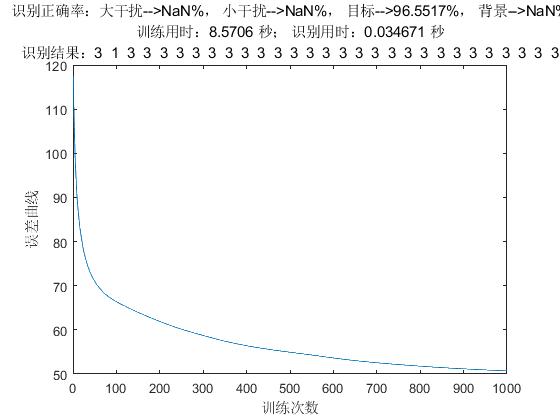 识别正确率：大干扰-->NaN%， 小干扰-->NaN%， 目标-->96.5517%， 背景-->NaN%
训练用时：8.5706 秒； 识别用时：0.034671 秒
识别结果：3 1 3 3 3 3 3 3 3 3 3 3 3 3 3 3 3 3 3 3 3 3 3 3 3 3 3 3 3
120
110
100
90
80
70
60
50
误差曲线
0 100 200 300 400 500 600 700 800 900 1000
训练次数